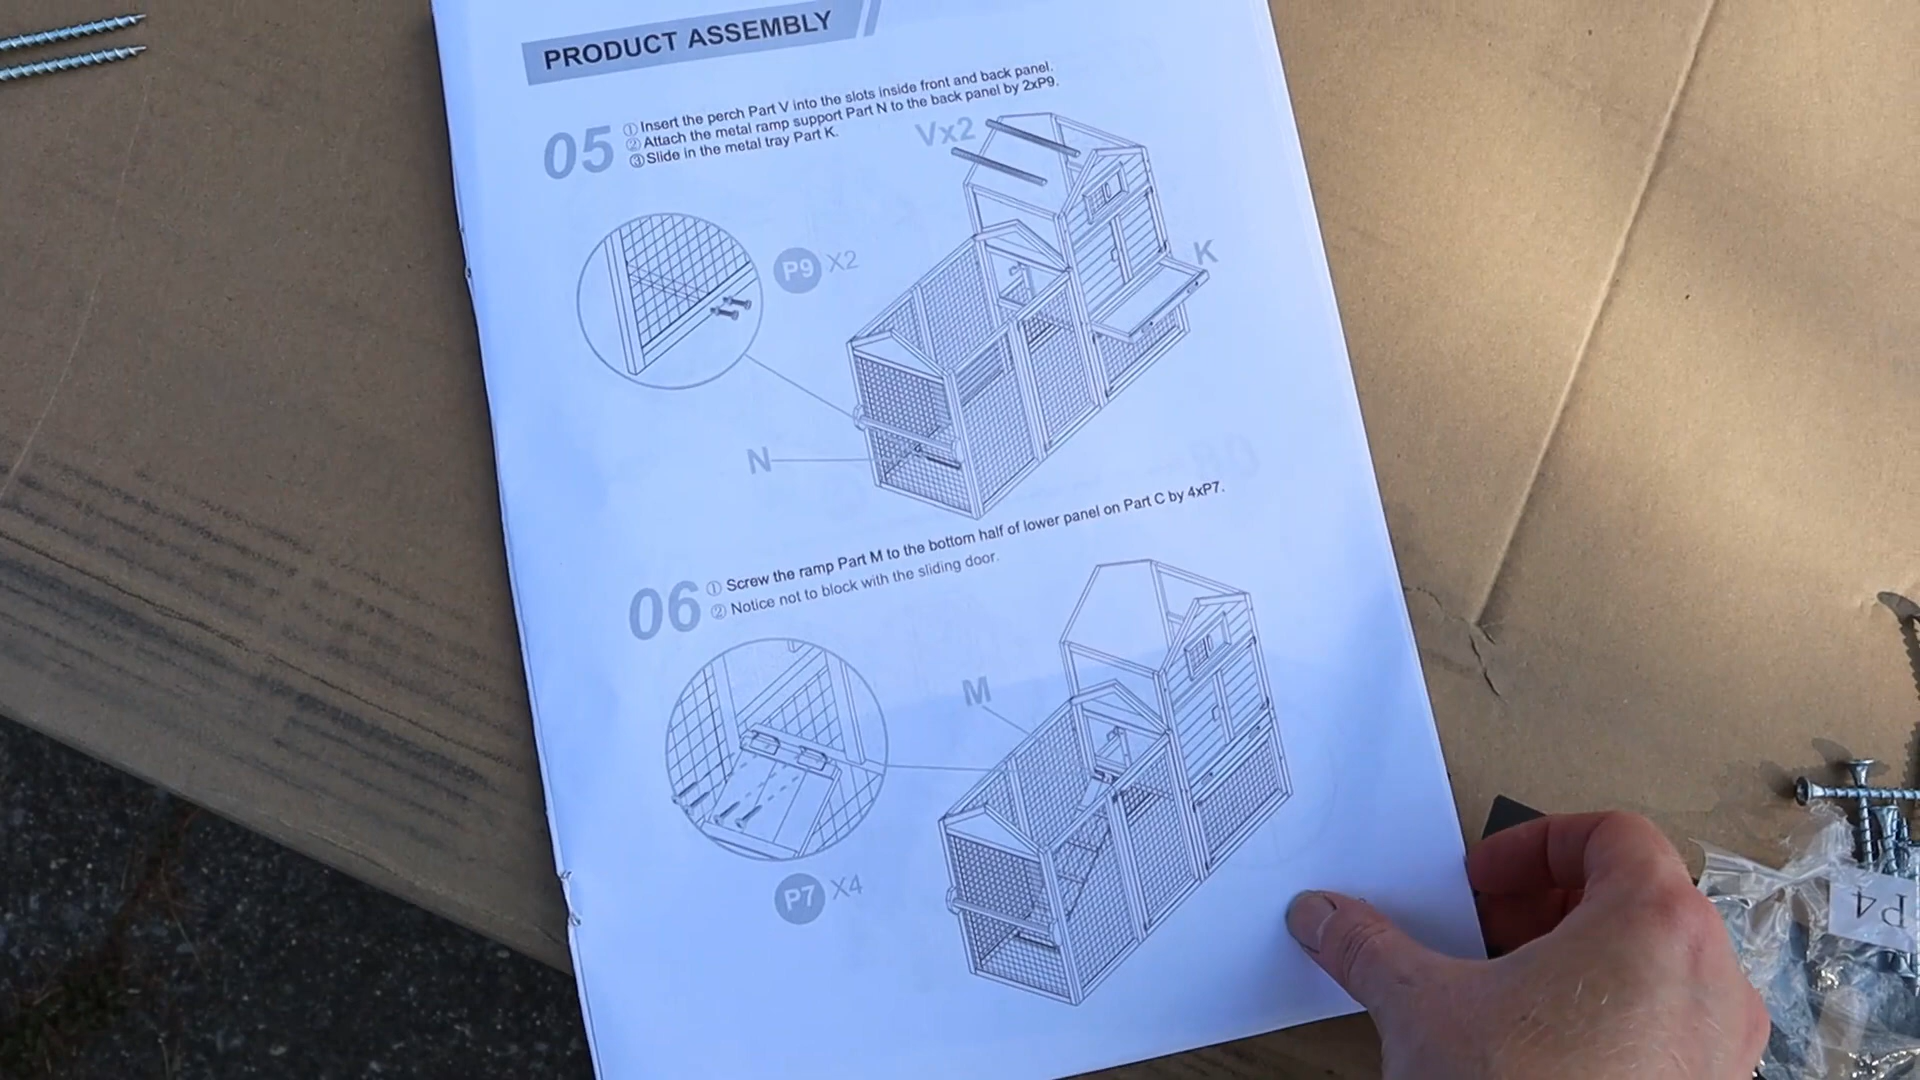 PRODUCT ASSEMBLY
05
① Insert the perch Part V into the slots inside front and back panel.
② Attach the metal ramp support Part N to the back panel by 2xP9.
③ Slide in the metal tray Part K.
Vx2
P9 X2
K
N
06
① Screw the ramp Part M to the bottom half of lower panel on Part C by 4xP7.
② Notice not to block with the sliding door.
M
P7 X4
P4